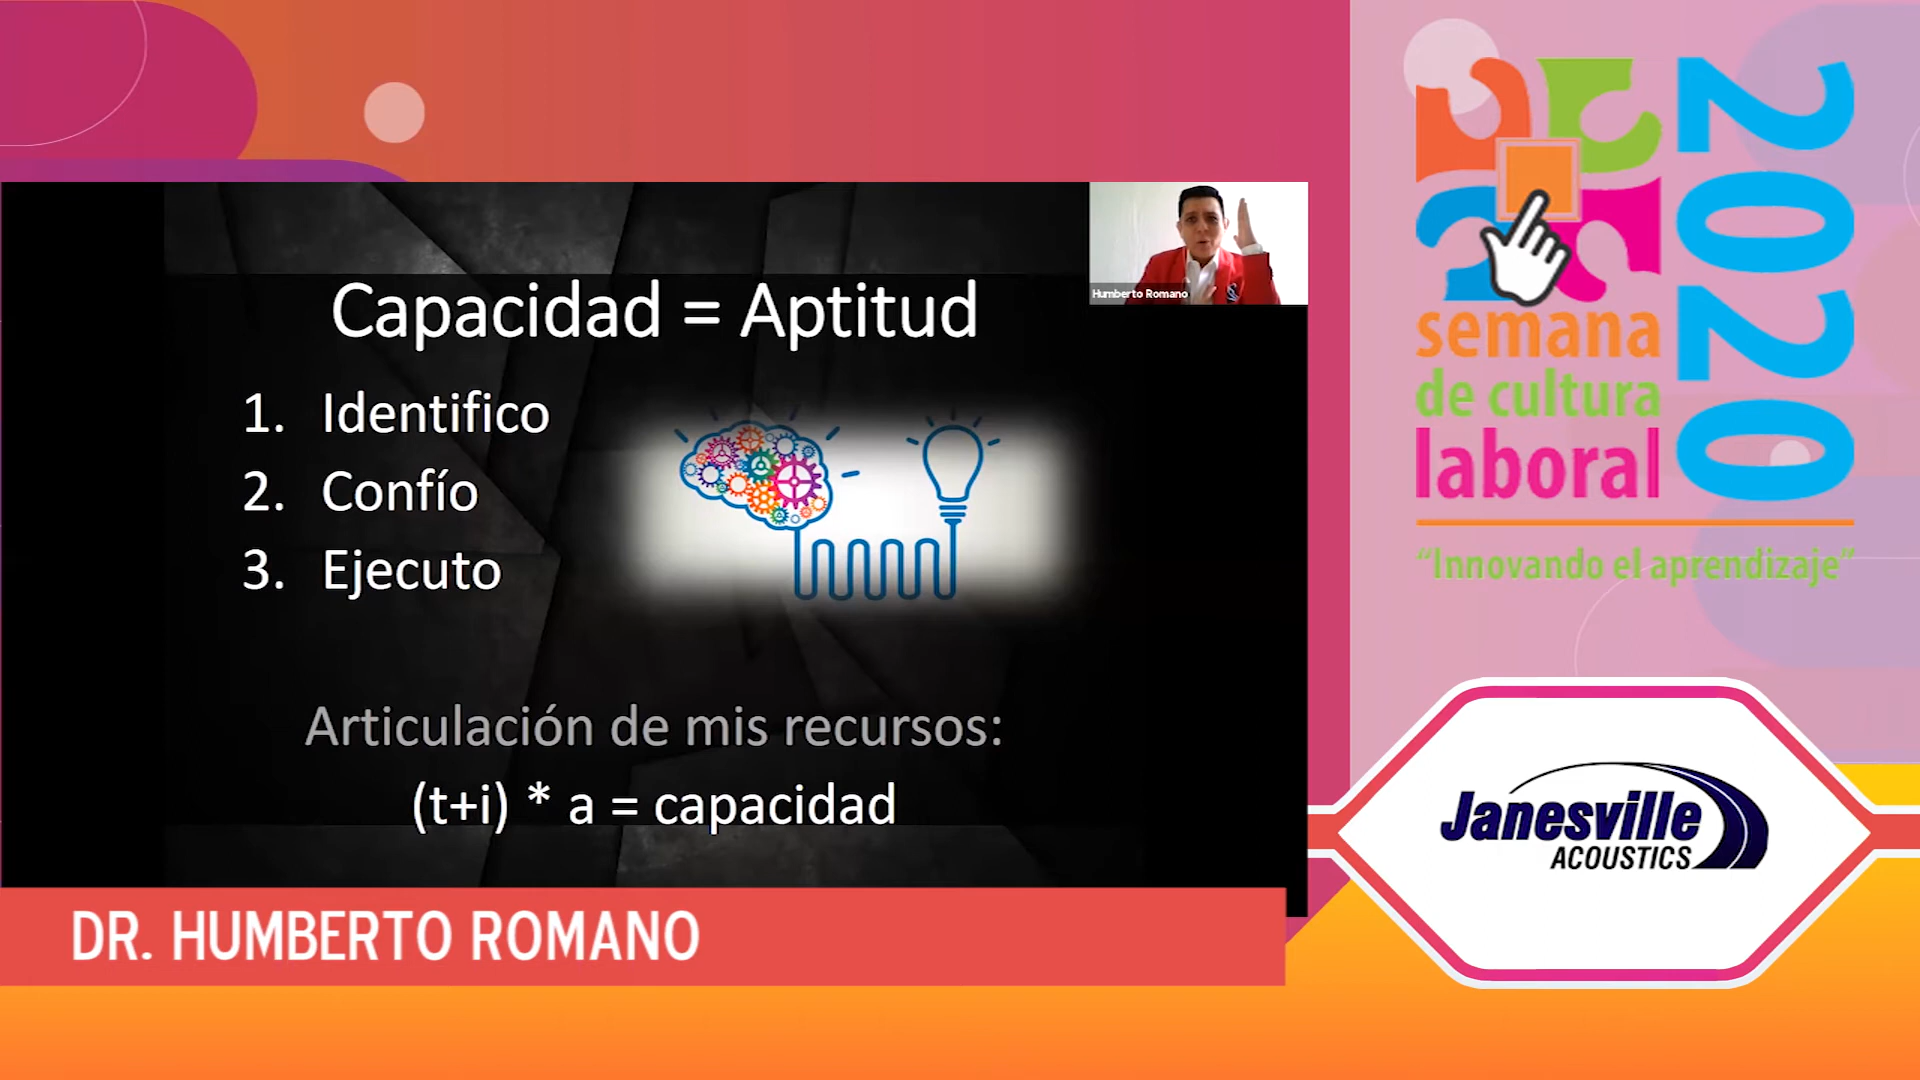 Capacidad = Aptitud
1. Identifico
2. Confío
3. Ejecuto
Articulación de mis recursos:
(t+i) * a = capacidad
Humberto Romano
DR. HUMBERTO ROMANO
semana
de cultura
laboral
2020
“Innovando el aprendizaje”
Janesville
ACOUSTICS